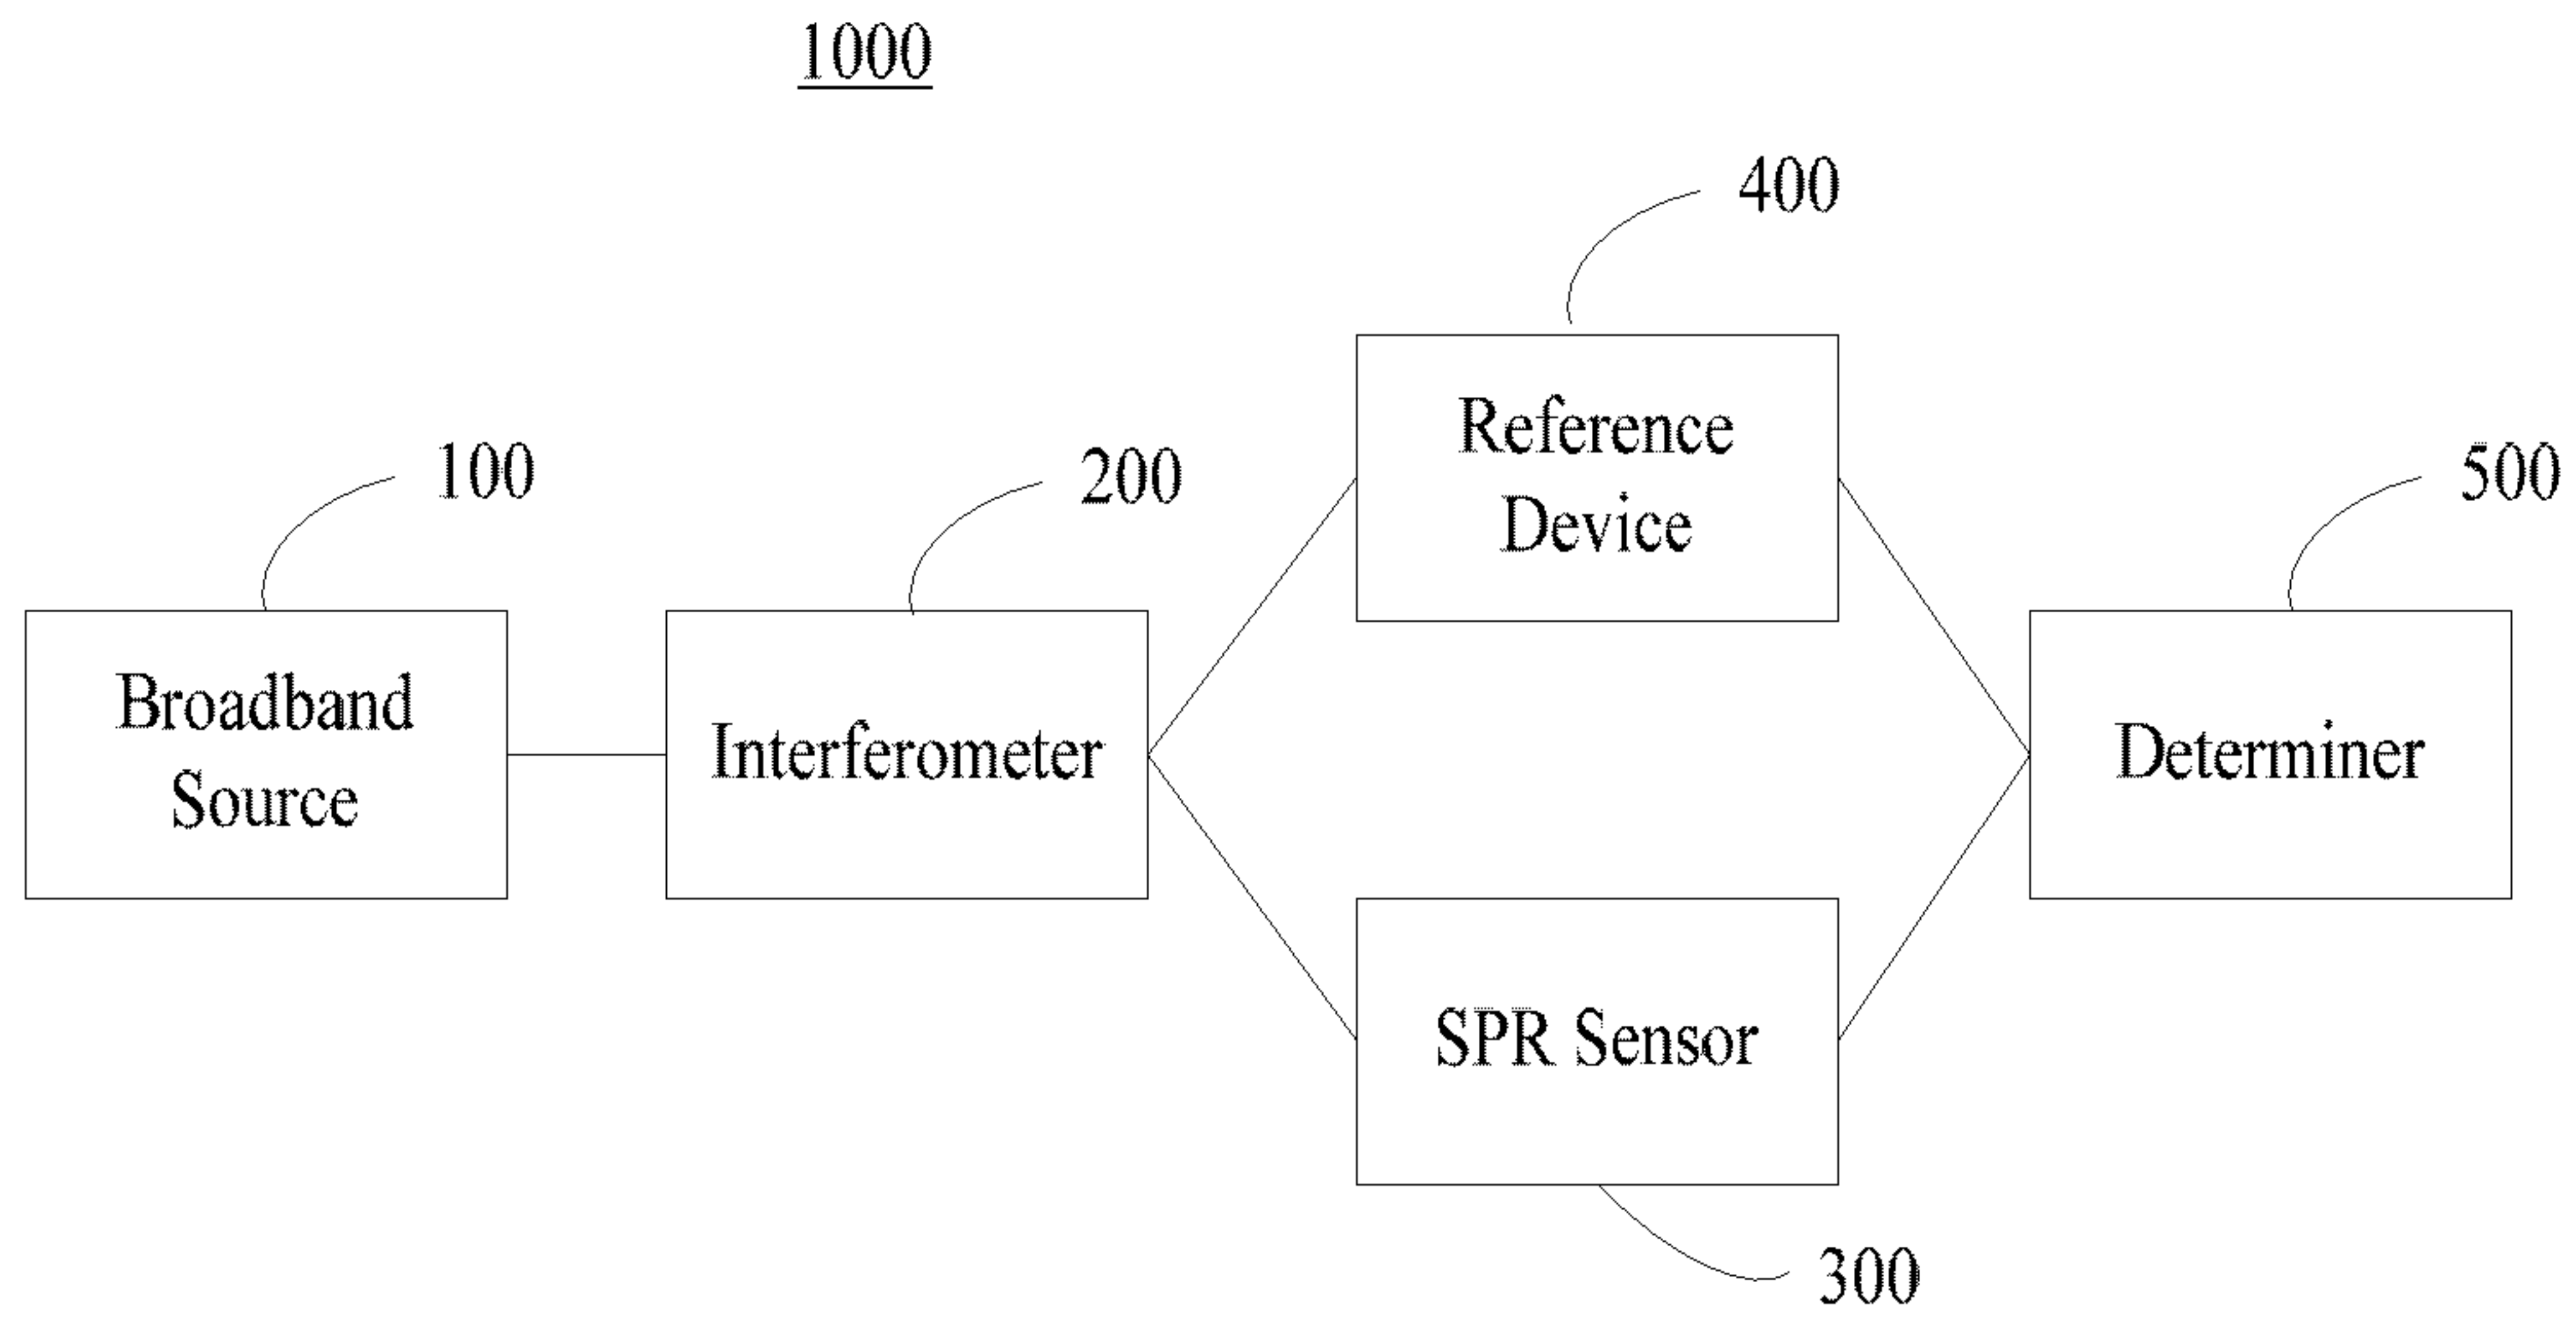 1000
400
Reference
Device
100
200
500
Broadband
Source
Interferometer
Determiner
SPR Sensor
300